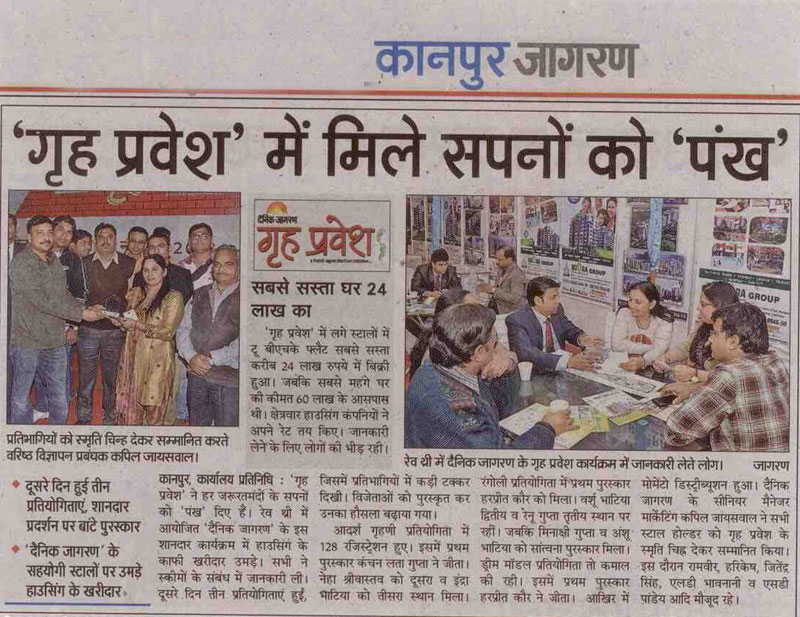 कानपुर जागरण
‘गृह प्रवेश’ में मिले सपनों को ‘पंख’
दैनिक जागरण
गृह प्रवेश
सबसे सस्ता घर 24
लाख का
‘गृह प्रवेश’ में लगे स्टालों में
टू बीएचके फ्लैट सबसे सस्ता
करीब 24 लाख रुपये में बिक्री
हुआ। जबकि सबसे महंगे घर
की कीमत 60 लाख के आसपास
थी। क्षेत्रवार हाउसिंग कंपनियों ने
अपने रेट तय किए। जानकारी
लेने के लिए लोगों की भीड़ रही।
GROUP
RA GROUP
प्रतिभागियों को स्मृति चिन्ह देकर सम्मानित करते
वरिष्ठ विज्ञापन प्रबंधक कपिल जायसवाल।
रेव थ्री में दैनिक जागरण के गृह प्रवेश कार्यक्रम में जानकारी लेते लोग। जागरण
दूसरे दिन हुई तीन
प्रतियोगिताएं, शानदार
प्रदर्शन पर बांटे पुरस्कार
‘दैनिक जागरण’ के
सहयोगी स्टालों पर उमड़े
हाउसिंग के खरीदार
कानपुर, कार्यालय प्रतिनिधि : ‘गृह
प्रवेश’ ने हर जरूरतमंदों के सपनों
को ‘पंख’ दिए हैं। रेव थ्री में
आयोजित ‘दैनिक जागरण’ के इस
शानदार कार्यक्रम में हाउसिंग के
काफी खरीदार उमड़े। सभी ने
स्कीमों के संबंध में जानकारी ली।
दूसरे दिन तीन प्रतियोगिताएं हुईं,
जिसमें प्रतिभागियों में कड़ी टक्कर
दिखी। विजेताओं को पुरस्कृत कर
उनका हौसला बढ़ाया गया।
आदर्श गृहणी प्रतियोगिता में
128 रजिस्ट्रेशन हुए। इसमें प्रथम
पुरस्कार कंचन लता गुप्ता ने जीता।
नेहा श्रीवास्तव को दूसरा व इंद्रा
भाटिया को तीसरा स्थान मिला।
रंगोली प्रतियोगिता में प्रथम पुरस्कार
हरप्रीत कौर को मिला। वर्शू भाटिया
द्वितीय व रेनू गुप्ता तृतीय स्थान पर
रहीं। जबकि मिनाक्षी गुप्ता व अंशू
भाटिया को सांत्वना पुरस्कार मिला।
ड्रीम मॉडल प्रतियोगिता तो कमाल
की रही। इसमें प्रथम पुरस्कार
हरप्रीत कौर ने जीता। आखिर में
मोमेंटो डिस्ट्रीब्यूशन हुआ। दैनिक
जागरण के सीनियर मैनेजर
मार्केटिंग कपिल जायसवाल ने सभी
स्टाल होल्डर को गृह प्रवेश के
स्मृति चिह्न देकर सम्मानित किया।
इस दौरान रामवीर, हरिकेष, जितेंद्र
सिंह, एलडी भावनानी व एसडी
पांडेय आदि मौजूद रहे।